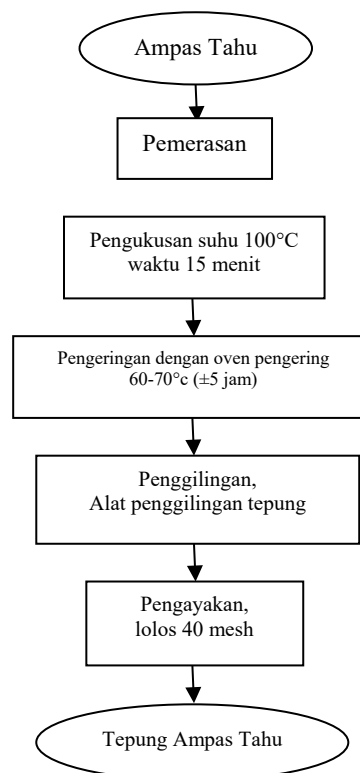 Ampas Tahu
Pemerasan
Pengukusan suhu 100°C
waktu 15 menit
Pengeringan dengan oven pengering
60-70°c (±5 jam)
Penggilingan,
Alat penggilingan tepung
Pengayakan,
lolos 40 mesh
Tepung Ampas Tahu